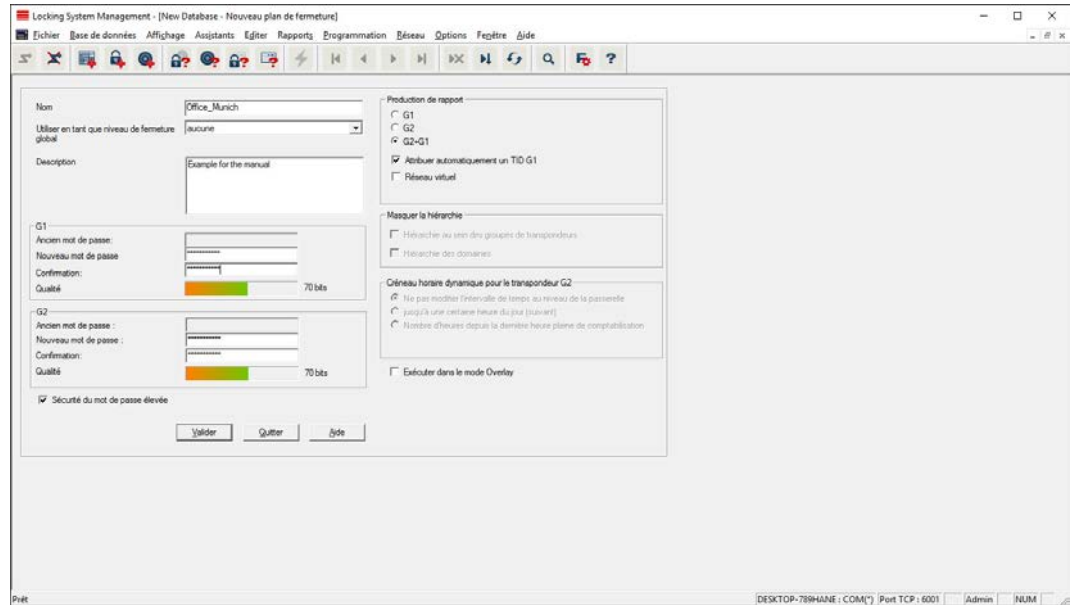 Locking System Management - [New Database - Nouveau plan de fermeture]
Fichier Base de données Affichage Assistants Editer Rapports Programmation Réseau Options Fenêtre Aide
Nom
Office_Munich
Utiliser en tant que niveau de fermeture global
aucune
Description
Example for the manual
G1
Ancien mot de passe:
Nouveau mot de passe
Confirmation:
Qualité
70 bits
G2
Ancien mot de passe :
Nouveau mot de passe :
Confirmation:
Qualité
70 bits
Sécurité du mot de passe élevée
Valider Quitter Aide
Production de rapport
G1
G2
G2+G1
Attribuer automatiquement un TID G1
Réseau virtuel
Masquer la hiérarchie
Hiérarchie au sein des groupes de transpondeurs
Hiérarchie des domaines
Créneau horaire dynamique pour le transpondeur G2
Ne pas modifier l'intervalle de temps au niveau de la passerelle
jusqu'à une certaine heure du jour (suivant)
Nombre d'heures depuis la dernière heure pleine de comptabilisation
Exécuter dans le mode Overlay
Prêt
DESKTOP-789HANE : COM(*) Port TCP : 6001 Admin NUM